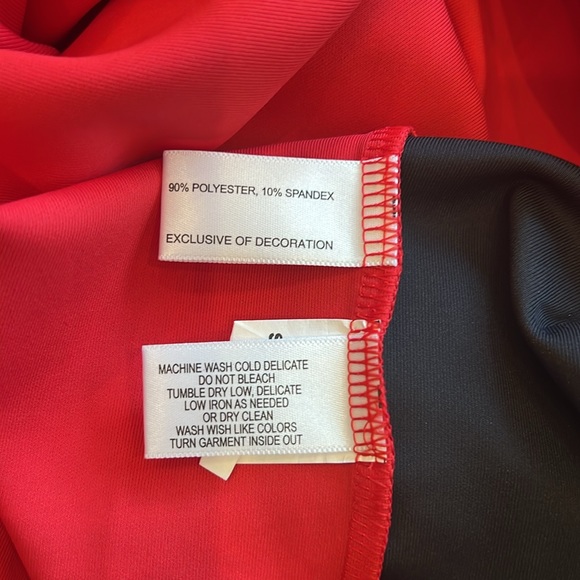 90% POLYESTER, 10% SPANDEX
EXCLUSIVE OF DECORATION
MACHINE WASH COLD DELICATE
DO NOT BLEACH
TUMBLE DRY LOW, DELICATE
LOW IRON AS NEEDED
OR DRY CLEAN
WASH WISH LIKE COLORS
TURN GARMENT INSIDE OUT